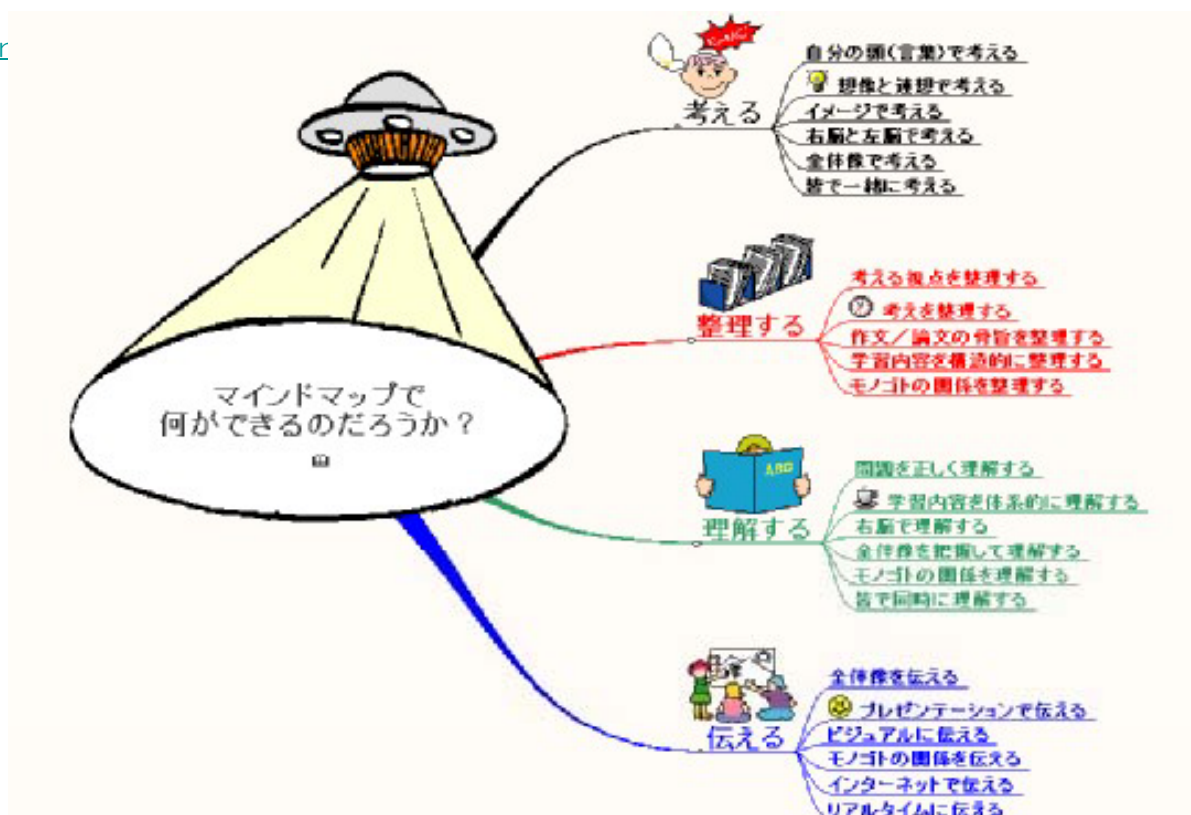 マインドマップで
何ができるのだろうか？
考える
自分の頭(言葉)で考える
想像と連想で考える
イメージで考える
右脳と左脳で考える
全体像で考える
皆で一緒に考える
整理する
考える視点を整理する
考えを整理する
作文／論文の骨旨を整理する
学習内容を構造的に整理する
モノゴトの関係を整理する
ABC
理解する
問題を正しく理解する
学習内容を体系的に理解する
右脳で理解する
全体像を把握して理解する
モノゴトの関係を理解する
皆で同時に理解する
伝える
全体像を伝える
プレゼンテーションで伝える
ビジュアルに伝える
モノゴトの関係を伝える
インターネットで伝える
リアルタイムに伝える